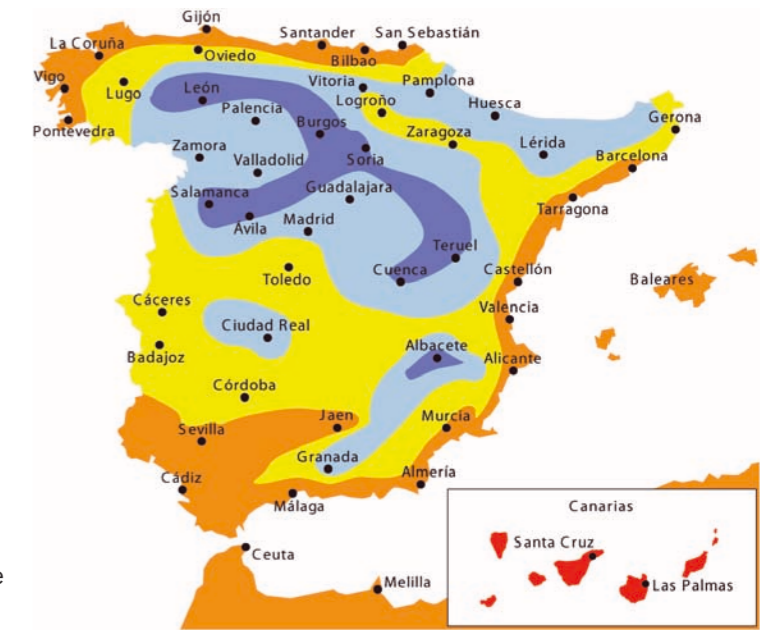 Gijón
Santander
San Sebastián
La Coruña
Oviedo
Bilbao
Vigo
Lugo
León
Vitoria
Pamplona
Palencia
Logroño
Huesca
Pontevedra
Burgos
Zaragoza
Gerona
Zamora
Valladolid
Soria
Lérida
Barcelona
Salamanca
Guadalajara
Avila
Madrid
Tarragona
Teruel
Toledo
Cuenca
Castellón
Baleares
Cáceres
Valencia
Ciudad Real
Badajoz
Albacete
Alicante
Córdoba
Jaen
Murcia
Sevilla
Granada
Cádiz
Almería
Málaga
Canarias
Santa Cruz
Ceuta
e
Melilla
Las Palmas